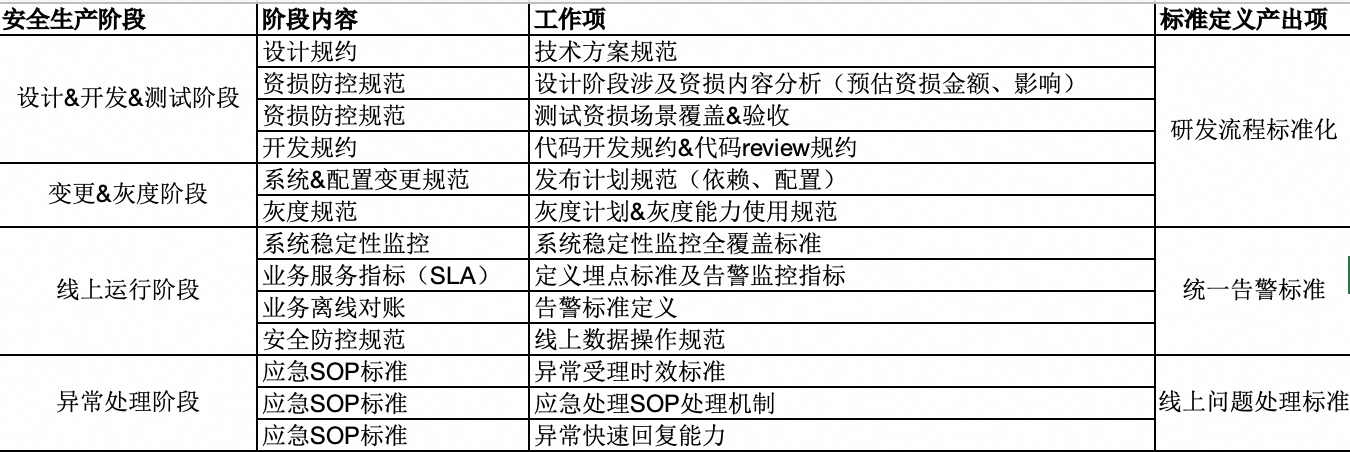 安全生产阶段 阶段内容 工作项 标准定义产出项
设计&开发&测试阶段 设计规约 技术方案规范 研发流程标准化
资损防控规范 设计阶段涉及资损内容分析（预估资损金额、影响）
资损防控规范 测试资损场景覆盖&验收
开发规约 代码开发规约&代码review规约
变更&灰度阶段 系统&配置变更规范 发布计划规范（依赖、配置）
灰度规范 灰度计划&灰度能力使用规范
线上运行阶段 系统稳定性监控 系统稳定性监控全覆盖标准 统一告警标准
业务服务指标（SLA） 定义埋点标准及告警监控指标
业务离线对账 告警标准定义
安全防控规范 线上数据操作规范
异常处理阶段 应急SOP标准 异常受理时效标准 线上问题处理标准
应急SOP标准 应急处理SOP处理机制
应急SOP标准 异常快速回复能力